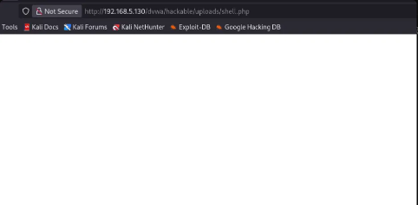 Not Secure http://192.168.5.130/dvwa/hackable/uploads/shell.php
Tools Kali Docs Kali Forums Kali NetHunter Exploit-DB Google Hacking DB